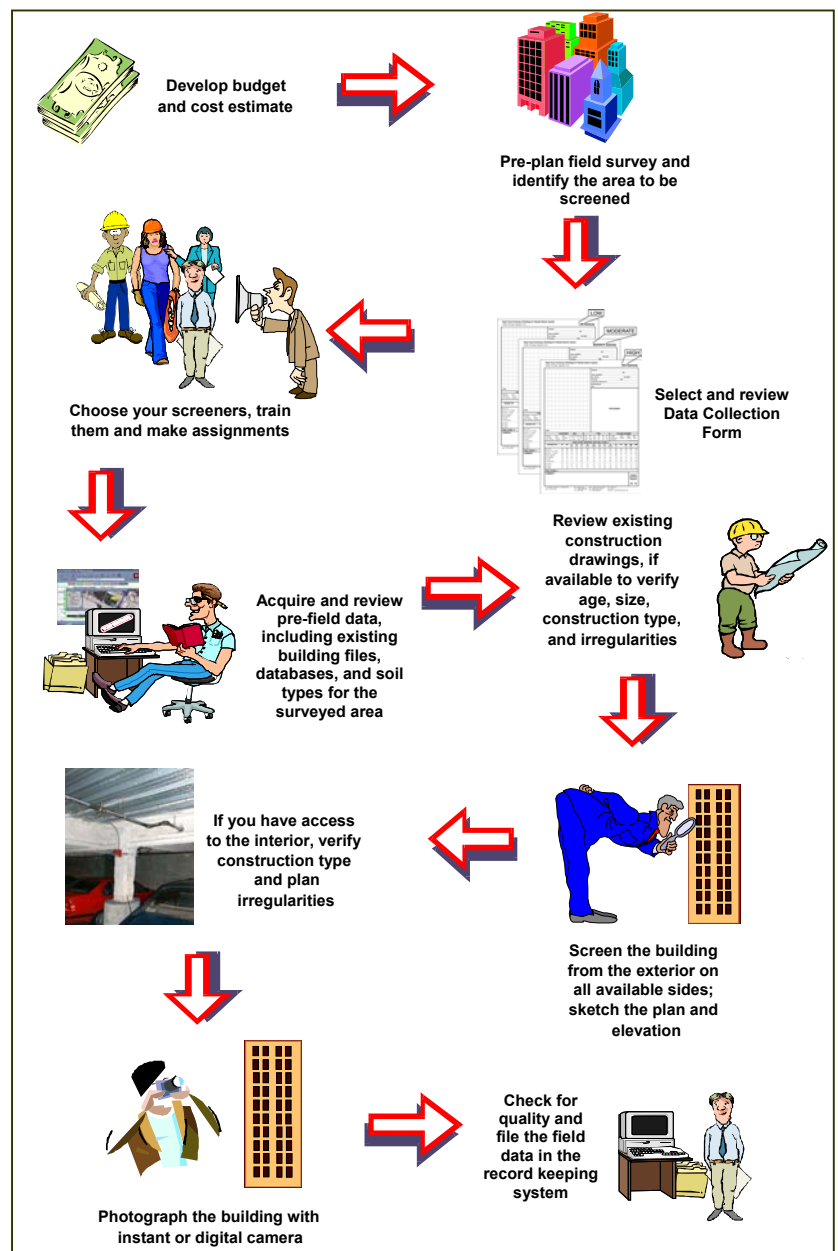 Develop budget
and cost estimate
Pre-plan field survey and
identify the area to be
screened
LOW
MODERATE
HIGH
Select and review
Data Collection
Form
Choose your screeners, train
them and make assignments
Acquire and review
pre-field data,
including existing
building files,
databases, and soil
types for the
surveyed area
Review existing
construction
drawings, if
available to verify
age, size,
construction type,
and irregularities
Screen the building
from the exterior on
all available sides;
sketch the plan and
elevation
If you have access
to the interior, verify
construction type
and plan
irregularities
Photograph the building with
instant or digital camera
Check for
quality and
file the field
data in the
record keeping
system